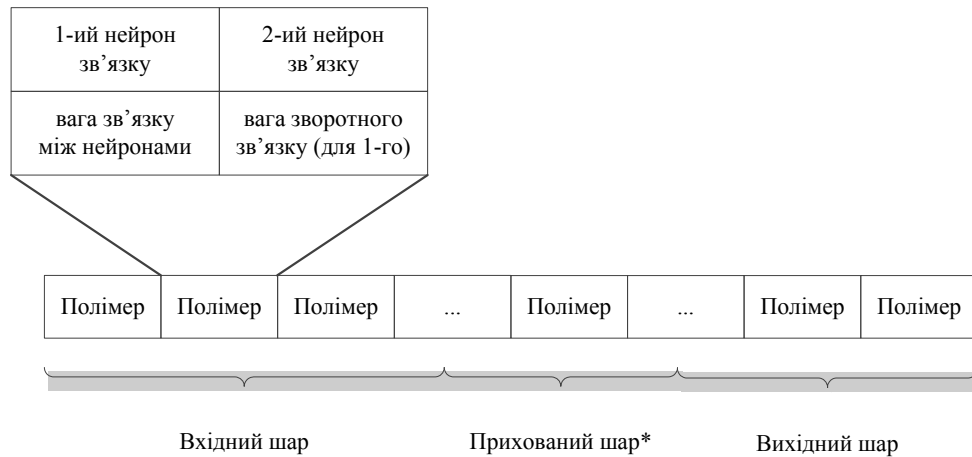 1-ий нейрон
зв’язку
2-ий нейрон
зв’язку
вага зв’язку
між нейронами
вага зворотного
зв’язку (для 1-го)
Полімер Полімер Полімер ... Полімер ... Полімер Полімер
Вхідний шар Прихований шар* Вихідний шар